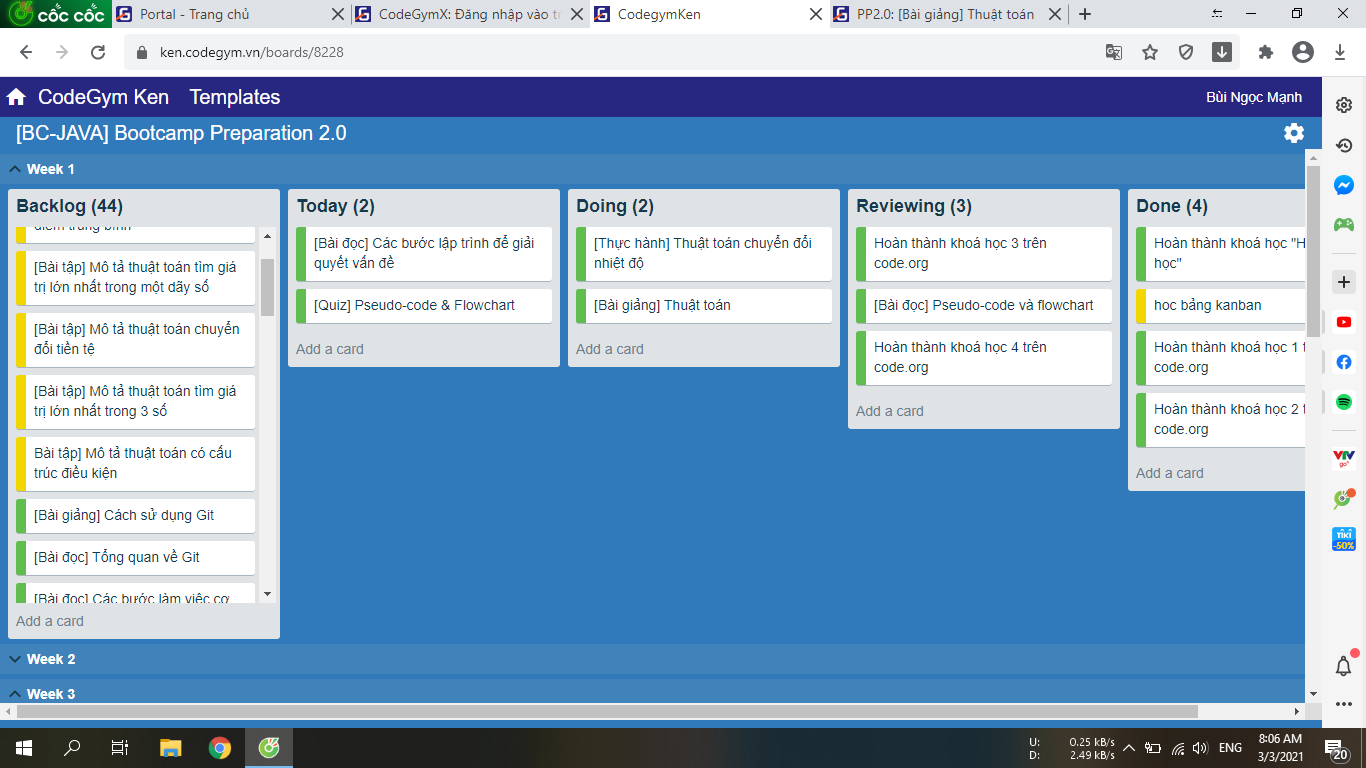 cốc cốc
Portal - Trang chủ
CodeGymX: Đăng nhập vào tr
CodegymKen
PP2.0: [Bài giảng] Thuật toán
ken.codegym.vn/boards/8228
CodeGym Ken
Templates
Bùi Ngọc Mạnh
[BC-JAVA] Bootcamp Preparation 2.0
Week 1
Backlog (44)
điểm trung bình
[Bài tập] Mô tả thuật toán tìm giá
trị lớn nhất trong một dãy số
[Bài tập] Mô tả thuật toán chuyển
đổi tiền tệ
[Bài tập] Mô tả thuật toán tìm giá
trị lớn nhất trong 3 số
Bài tập] Mô tả thuật toán có cấu
trúc điều kiện
[Bài giảng] Cách sử dụng Git
[Bài đọc] Tổng quan về Git
[Bài đọc] Các bước làm việc cơ
Add a card
Today (2)
[Bài đọc] Các bước lập trình để giải
quyết vấn đề
[Quiz] Pseudo-code & Flowchart
Add a card
Doing (2)
[Thực hành] Thuật toán chuyển đổi
nhiệt độ
[Bài giảng] Thuật toán
Add a card
Reviewing (3)
Hoàn thành khoá học 3 trên
code.org
[Bài đọc] Pseudo-code và flowchart
Hoàn thành khoá học 4 trên
code.org
Add a card
Done (4)
Hoàn thành khoá học "H
học"
hoc bảng kanban
Hoàn thành khoá học 1 t
code.org
Hoàn thành khoá học 2 t
code.org
Add a card
Week 2
Week 3
VTV
go
TIKI
-50%
U: 0.25 kB/s
D: 2.49 kB/s
ENG
8:06 AM
3/3/2021
20